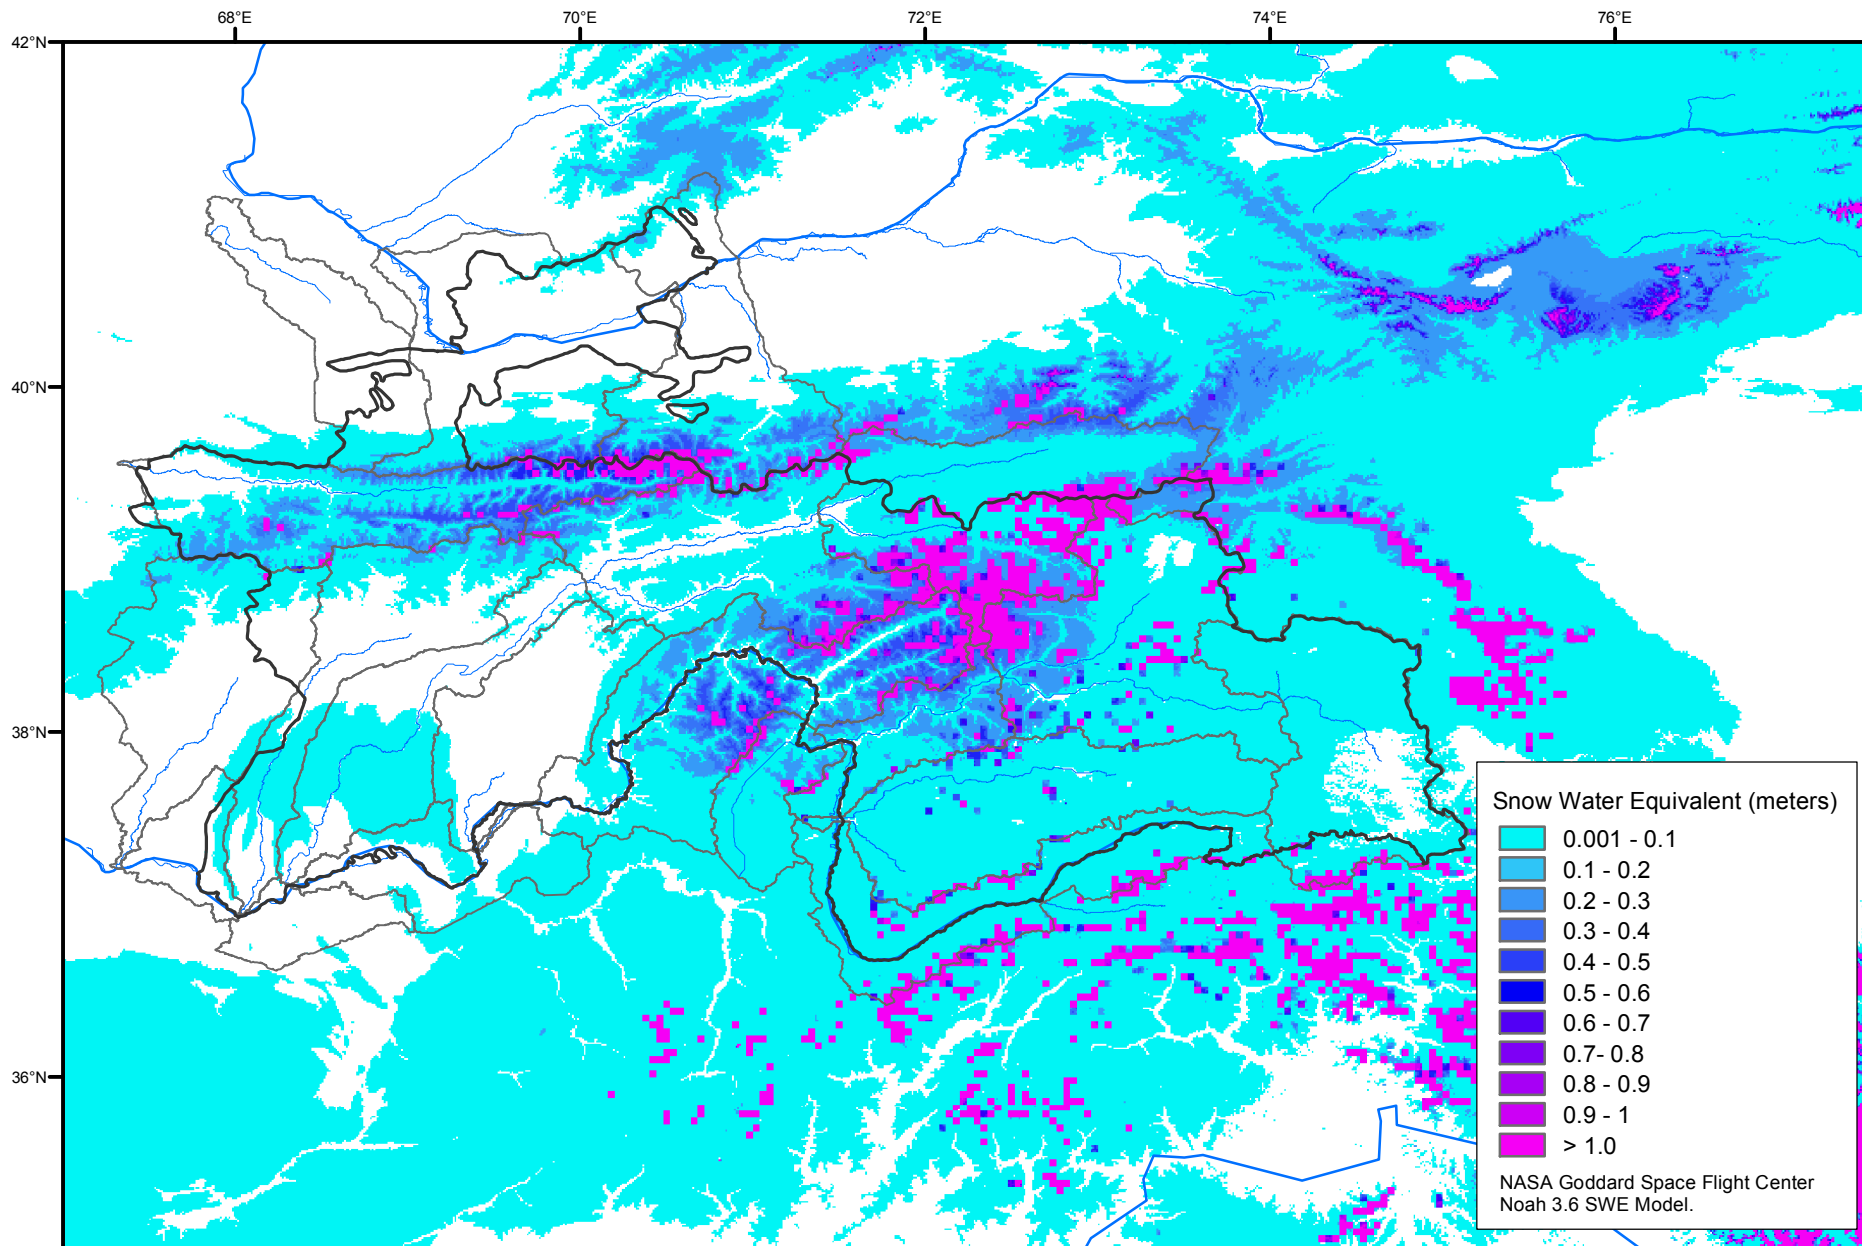 68°E
70°E
72°E
74°E
76°E
42°N
40°N
38°N
36°N
Snow Water Equivalent (meters)
0.001 - 0.1
0.1 - 0.2
0.2 - 0.3
0.3 - 0.4
0.4 - 0.5
0.5 - 0.6
0.6 - 0.7
0.7- 0.8
0.8 - 0.9
0.9 - 1
> 1.0
NASA Goddard Space Flight Center
Noah 3.6 SWE Model.